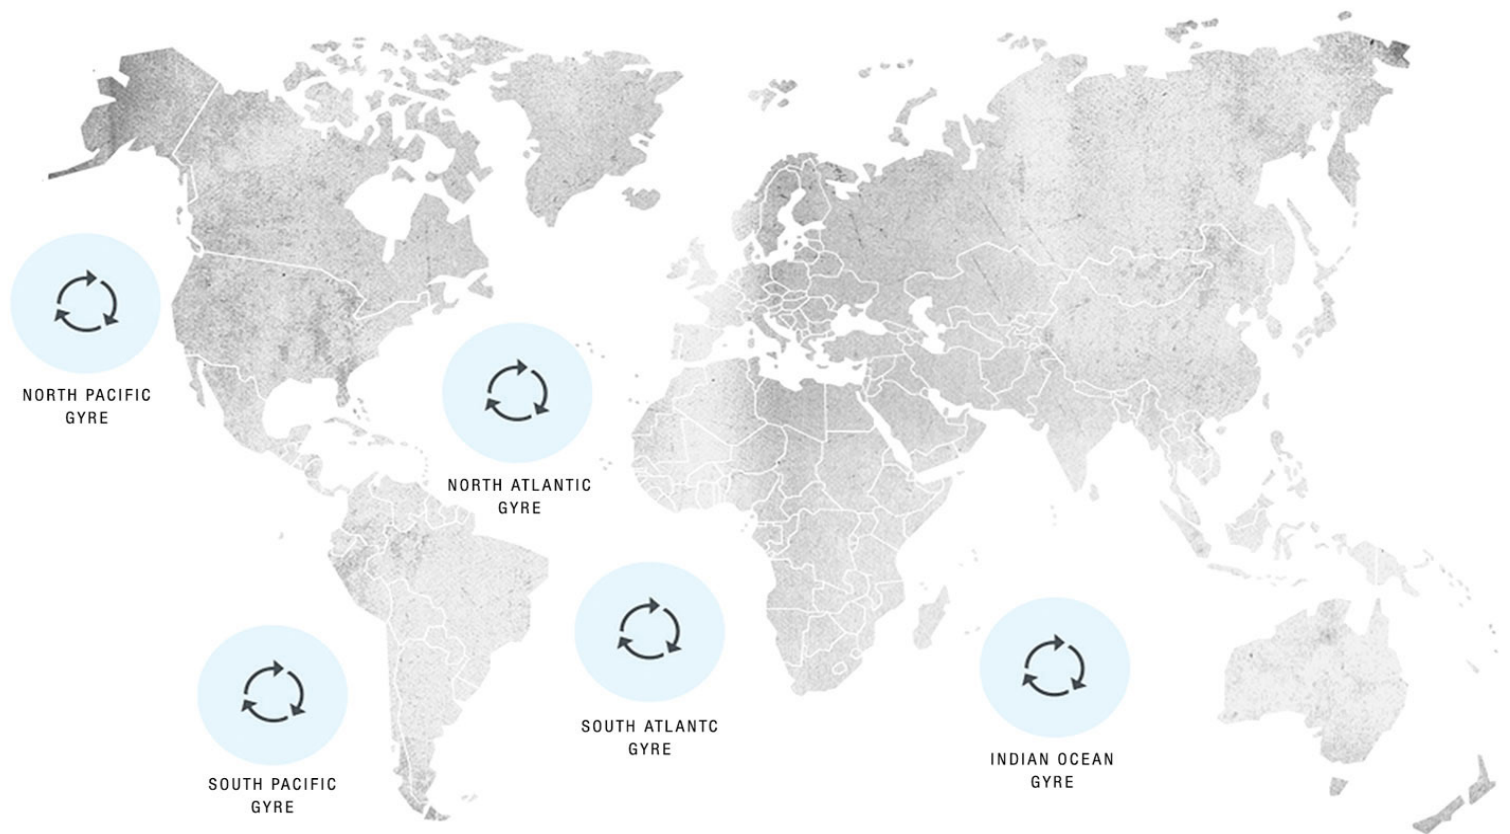 NORTH PACIFIC
GYRE
NORTH ATLANTIC
GYRE
SOUTH ATLANTC
GYRE
SOUTH PACIFIC
GYRE
INDIAN OCEAN
GYRE